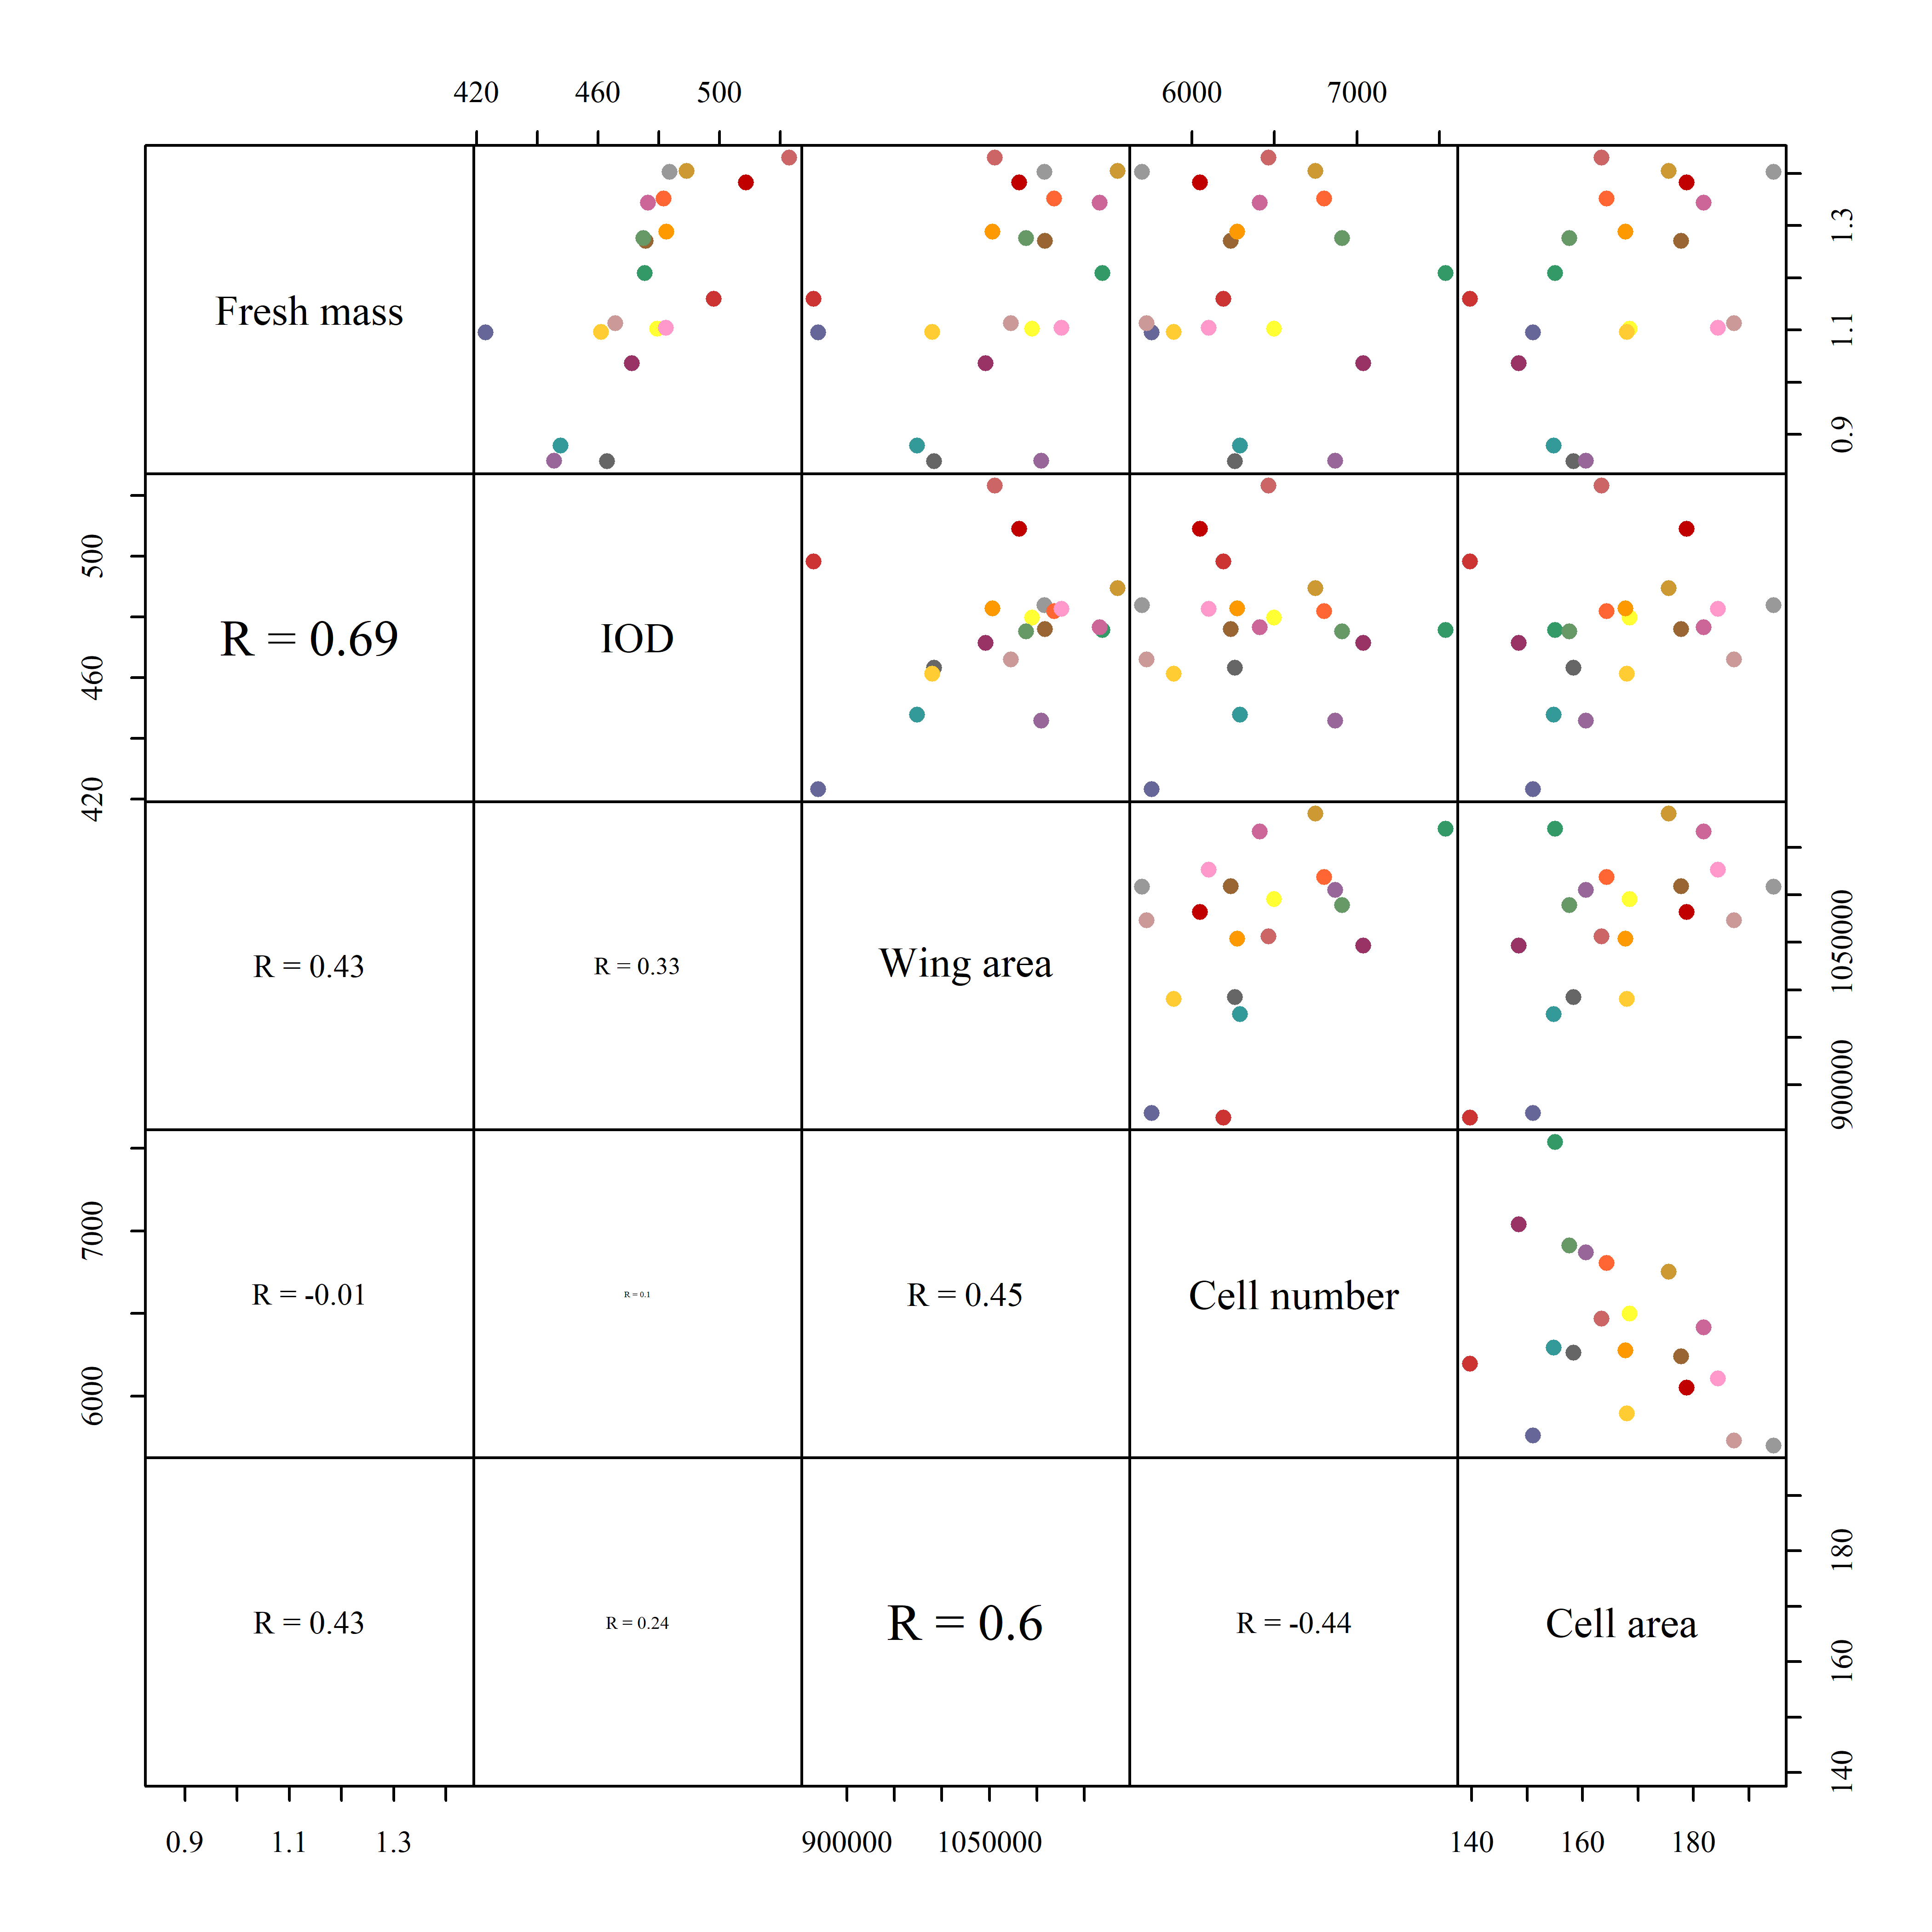 420 460 500 6000 7000
Fresh mass
1.3
1.1
0.9
500
460
420
R = 0.69 IOD
R = 0.43 R = 0.33 Wing area
1050000
900000
7000
6000
R = -0.01 R = 0.1 R = 0.45 Cell number
R = 0.43 R = 0.24 R = 0.6 R = -0.44 Cell area
180
160
140
0.9 1.1 1.3 900000 1050000 140 160 180